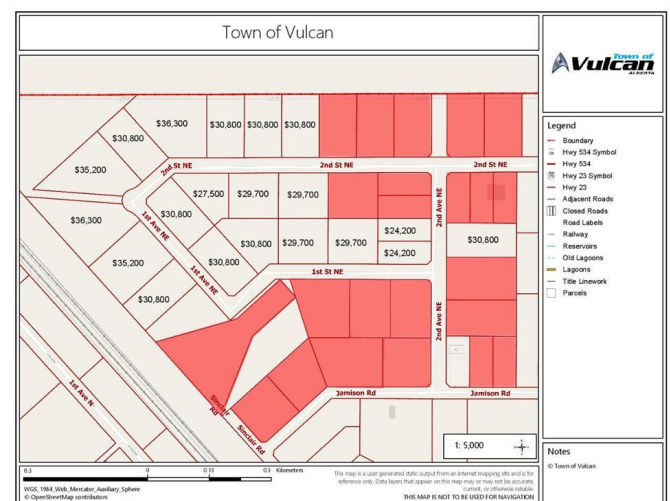 Town of Vulcan
Town of
Vulcan
ALBERTA
$36,300
$30,800
$30,800
$30,800
$30,800
$35,200
2nd St NE
2nd St NE
2nd St NE
$36,300
$27,500
$29,700
$29,700
$30,800
1st Ave NE
2nd Ave NE
$24,200
$30,800
$30,800
$29,700
$29,700
$24,200
$35,200
$30,800
1st Ave NE
1st St NE
$30,800
2nd Ave NE
1st Ave N
Sinclair Rd
Sinclair Rd
Jamison Rd
Jamison Rd
Legend
Boundary
Hwy 534 Symbol
Hwy 534
Hwy 23 Symbol
Hwy 23
Adjacent Roads
Closed Roads
Road Labels
Railway
Reservoirs
Old Lagoons
Lagoons
Title Linework
Parcels
1: 5,000
Notes
© Town of Vulcan
0.3 0 0.13 0.3 Kilometers
WGS_1984_Web_Mercator_Auxiliary_Sphere
© OpenStreetMap contributors
This map is a user generated static output from an Internet mapping site and is for
reference only. Data layers that appear on this map may or may not be accurate,
current, or otherwise reliable.
THIS MAP IS NOT TO BE USED FOR NAVIGATION